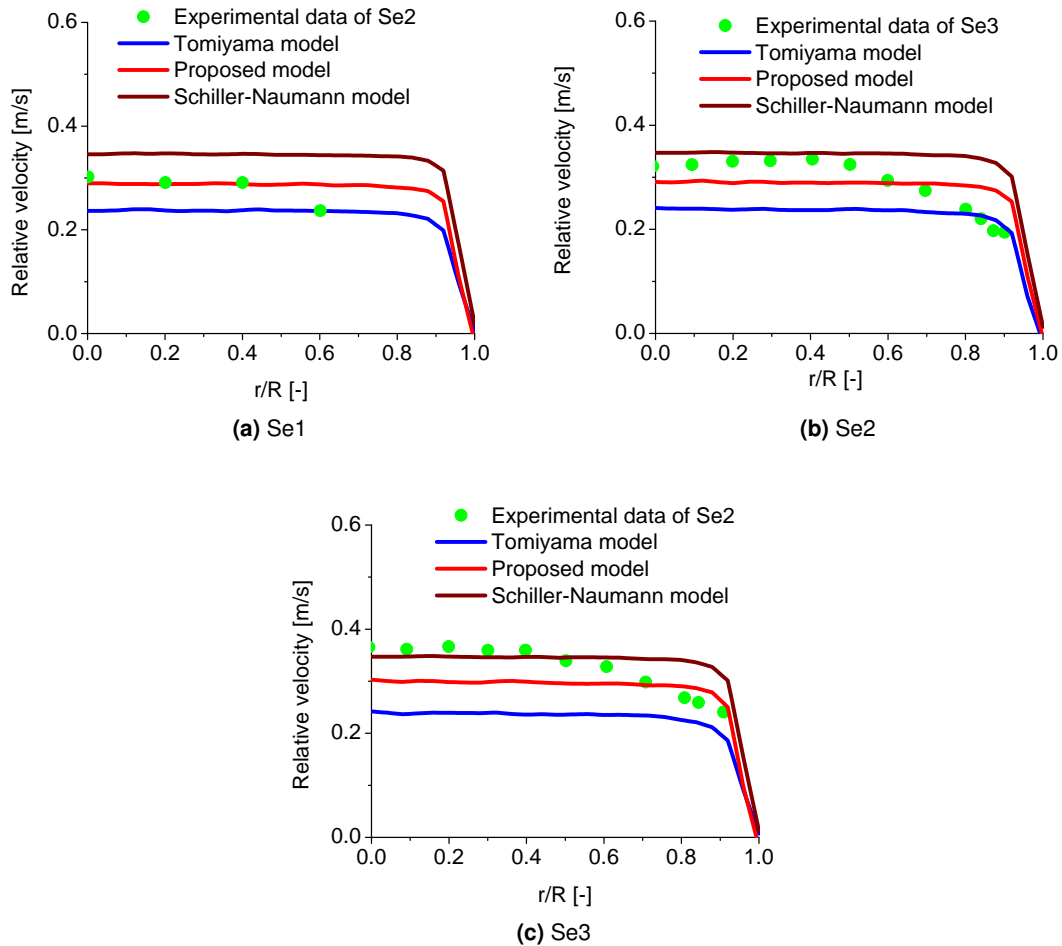 Experimental data of Se2
Tomiyama model
Proposed model
Schiller-Naumann model
Relative velocity [m/s]
0.6
0.4
0.2
0.0
0.0 0.2 0.4 0.6 0.8 1.0
r/R [-]
(a) Se1
Experimental data of Se3
Tomiyama model
Proposed model
Schiller-Naumann model
Relative velocity [m/s]
0.6
0.4
0.2
0.0
0.0 0.2 0.4 0.6 0.8 1.0
r/R [-]
(b) Se2
Experimental data of Se2
Tomiyama model
Proposed model
Schiller-Naumann model
Relative velocity [m/s]
0.6
0.4
0.2
0.0
0.0 0.2 0.4 0.6 0.8 1.0
r/R [-]
(c) Se3